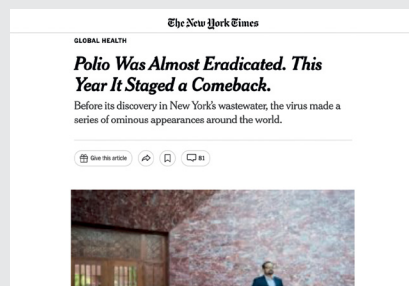 The New York Times
GLOBAL HEALTH
Polio Was Almost Eradicated. This
Year It Staged a Comeback.
Before its discovery in New York's wastewater, the virus made a
series of ominous appearances around the world.
Give this article
81